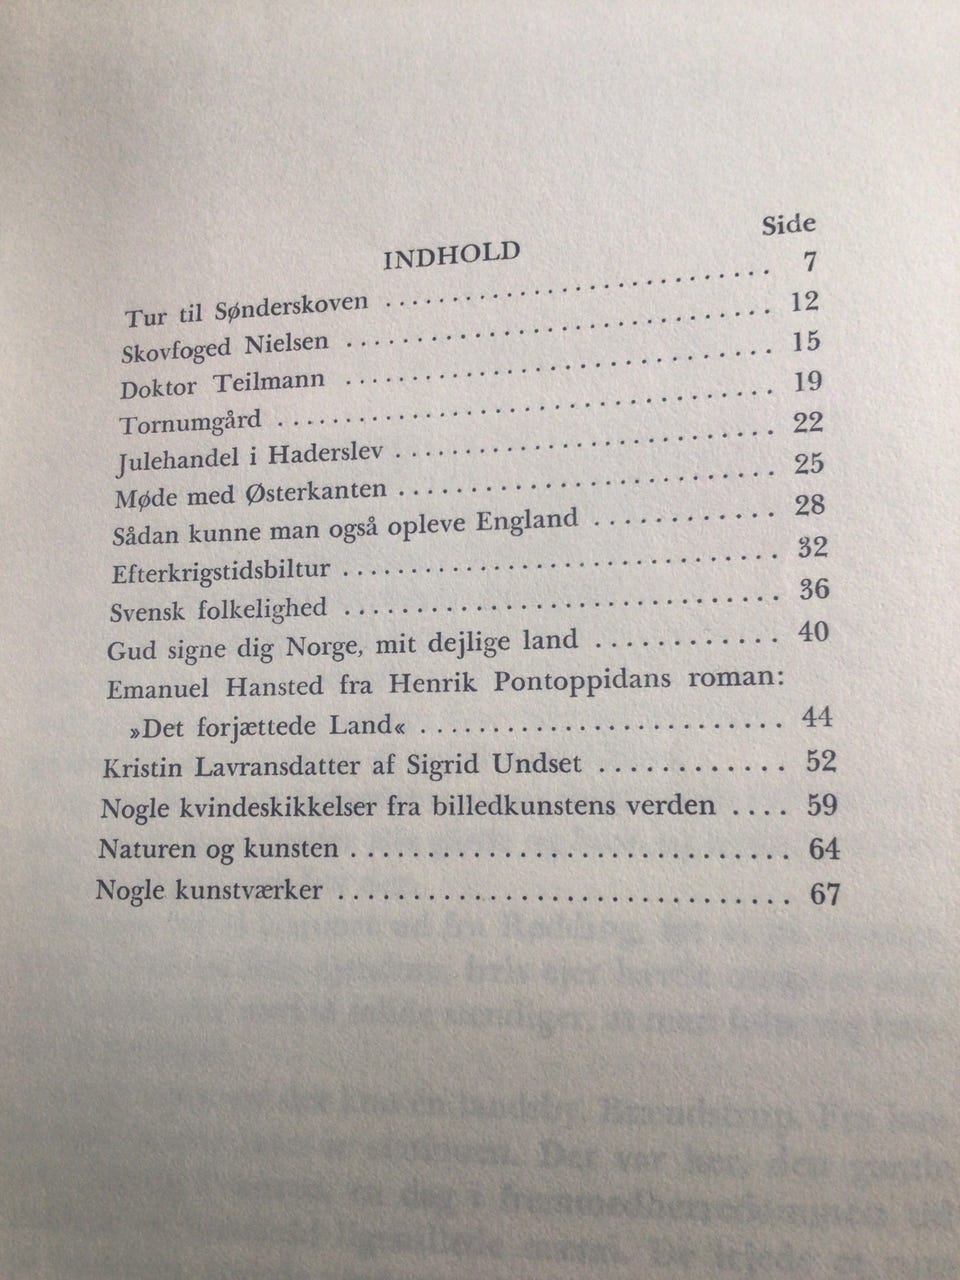 INDHOLD Side
Tur til Sønderskoven ............................ 7
Skovfoged Nielsen ............................ 12
Doktor Teilmann ............................ 15
Tornumgård ............................ 19
Julehandel i Haderslev ............................ 22
Møde med Østerkanten ............................ 25
Sådan kunne man også opleve England ............ 28
Efterkrigstidsbiltur ............................ 32
Svensk folkelighed ............................ 36
Gud signe dig Norge, mit dejlige land ............ 40
Emanuel Hansted fra Henrik Pontoppidans roman:
»Det forjættede Land« ........................ 44
Kristin Lavransdatter af Sigrid Undset ............ 52
Nogle kvindeskikkelser fra billedkunstens verden .... 59
Naturen og kunsten ............................ 64
Nogle kunstværker ............................ 67